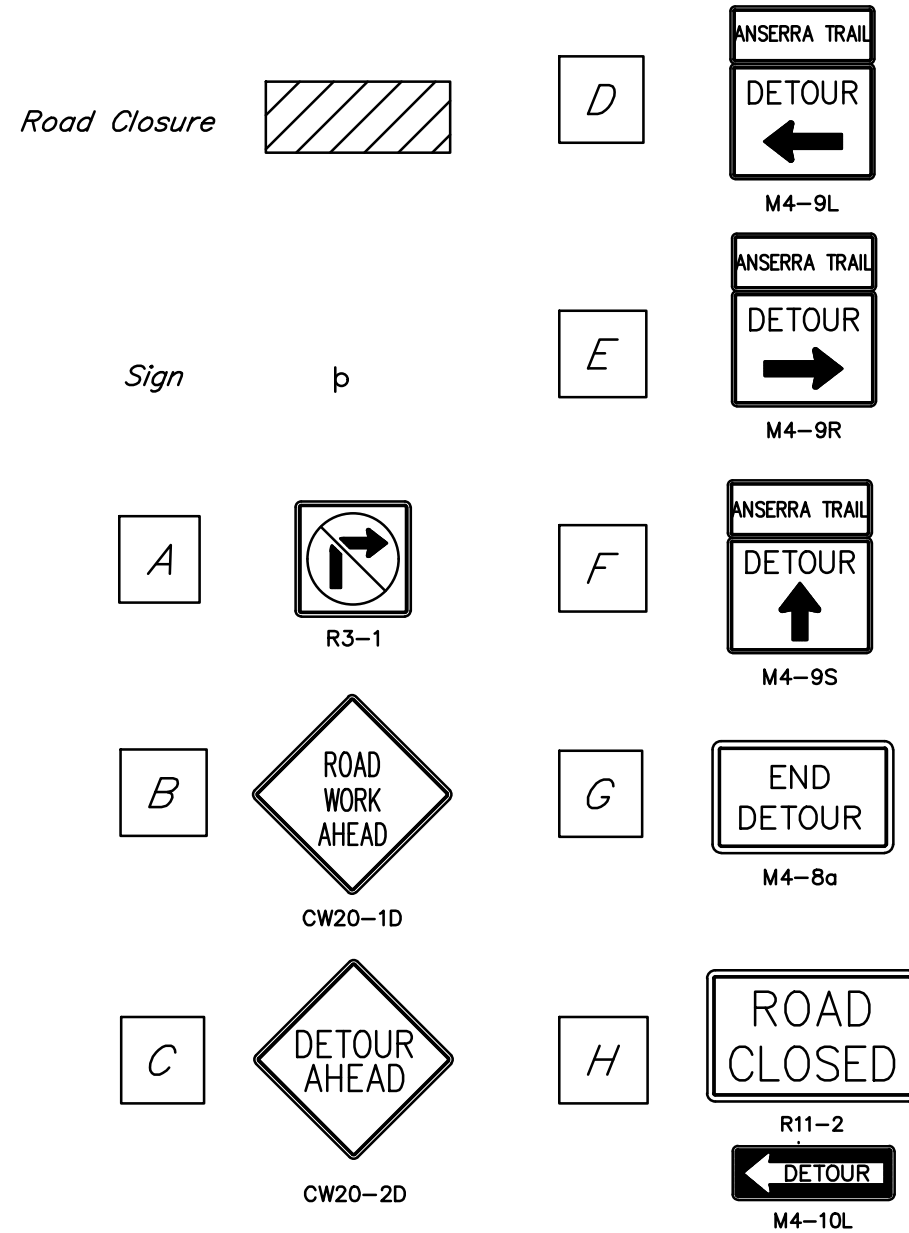 Road Closure
Sign
A
R3-1
B
ROAD
WORK
AHEAD
CW20-1D
C
DETOUR
AHEAD
CW20-2D
D
ANSERRA TRAIL
DETOUR
M4-9L
E
ANSERRA TRAIL
DETOUR
M4-9R
F
ANSERRA TRAIL
DETOUR
M4-9S
G
END
DETOUR
M4-8a
H
ROAD
CLOSED
R11-2
DETOUR
M4-10L